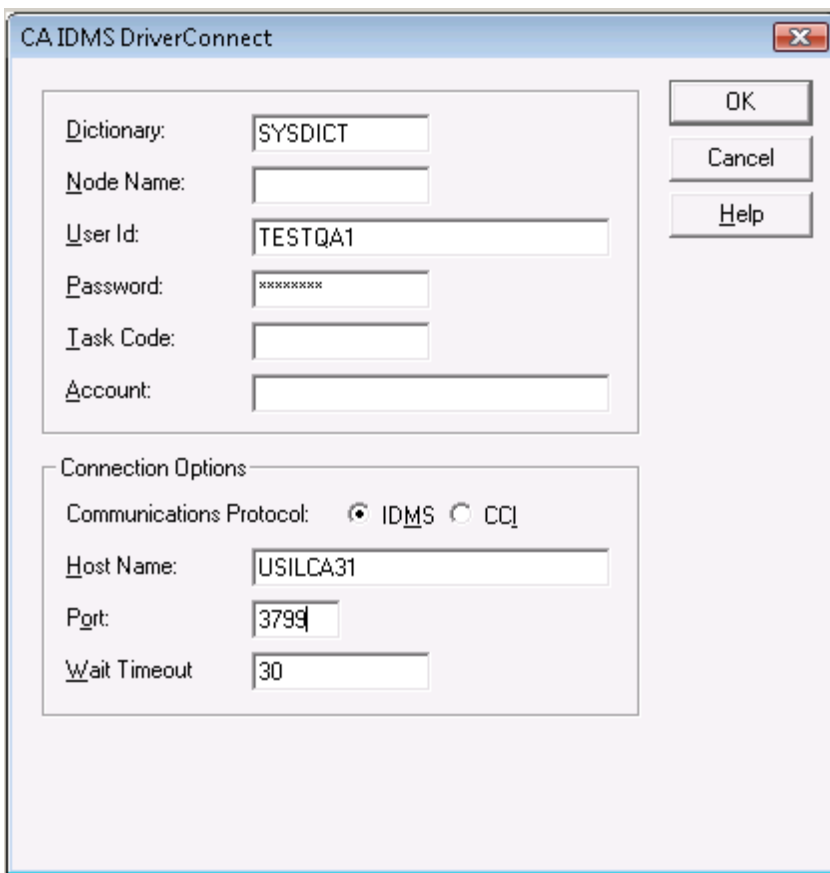 CA IDMS DriverConnect
Dictionary: SYSDICT
Node Name:
User Id: TESTQA1
Password: ********
Task Code:
Account:
OK
Cancel
Help
Connection Options
Communications Protocol: IDMS CCI
Host Name: USILCA31
Port: 3799
Wait Timeout 30